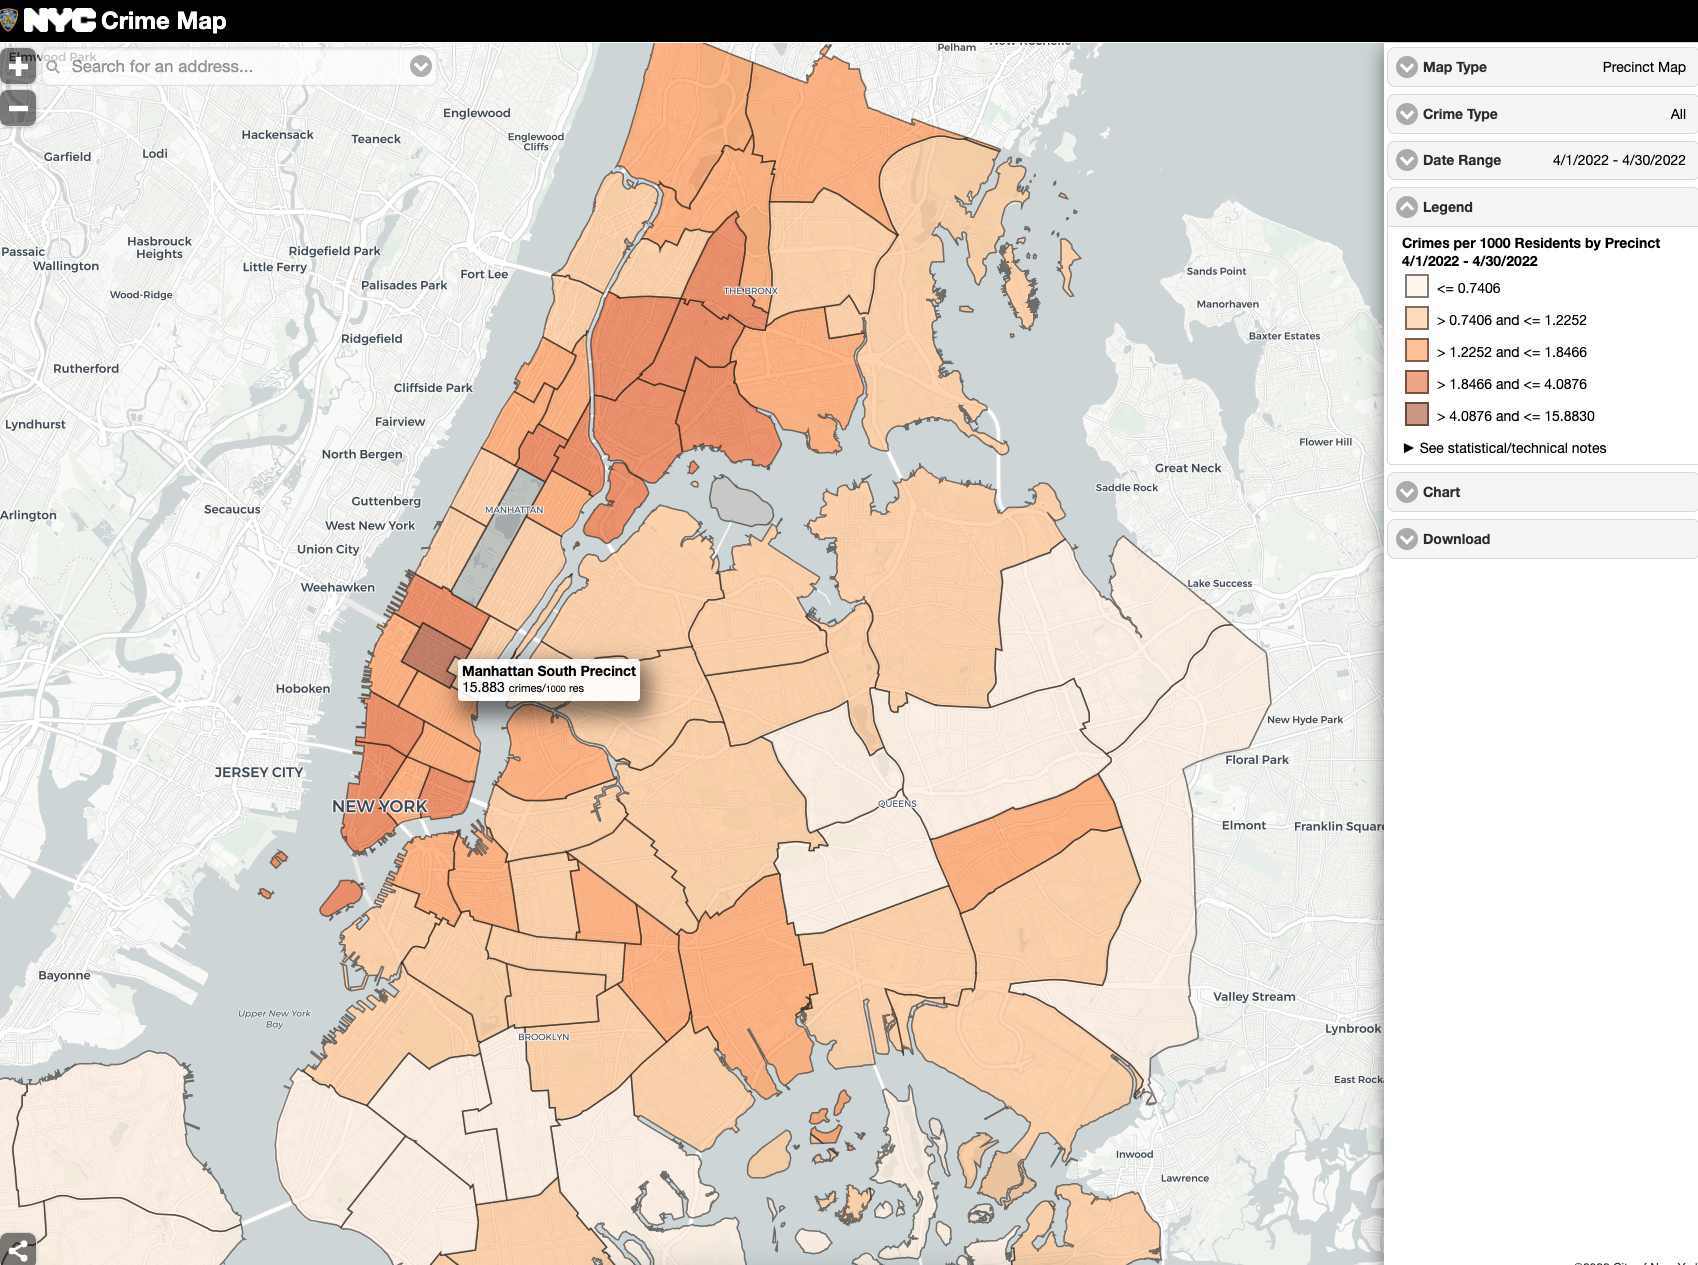 NYC Crime Map
Elmwood Park
Search for an address...
Pelham
New Rochelle
Englewood
Hackensack
Teaneck
Englewood
Cliffs
Garfield
Lodi
Passaic
Wallington
Hasbrouck
Heights
Ridgefield Park
Little Ferry
Fort Lee
Palisades Park
Wood-Ridge
THE BRONX
Sands Point
Manorhaven
Baxter Estates
Ridgefield
Rutherford
Cliffside Park
Lyndhurst
Fairview
North Bergen
Flower Hill
Great Neck
Saddle Rock
Guttenberg
Secaucus
Arlington
MANHATTAN
West New York
Union City
Weehawken
Lake Success
Manhattan South Precinct
15.883 crimes/1000 res
Hoboken
New Hyde Park
Floral Park
JERSEY CITY
NEW YORK
QUEENS
Elmont
Franklin Square
Bayonne
Valley Stream
Upper New York
Bay
Lynbrook
BROOKLYN
East Rocka
Inwood
Lawrence
Map Type
Precinct Map
Crime Type
All
Date Range
4/1/2022 - 4/30/2022
Legend
Crimes per 1000 Residents by Precinct
4/1/2022 - 4/30/2022
<= 0.7406
> 0.7406 and <= 1.2252
> 1.2252 and <= 1.8466
> 1.8466 and <= 4.0876
> 4.0876 and <= 15.8830
► See statistical/technical notes
Chart
Download